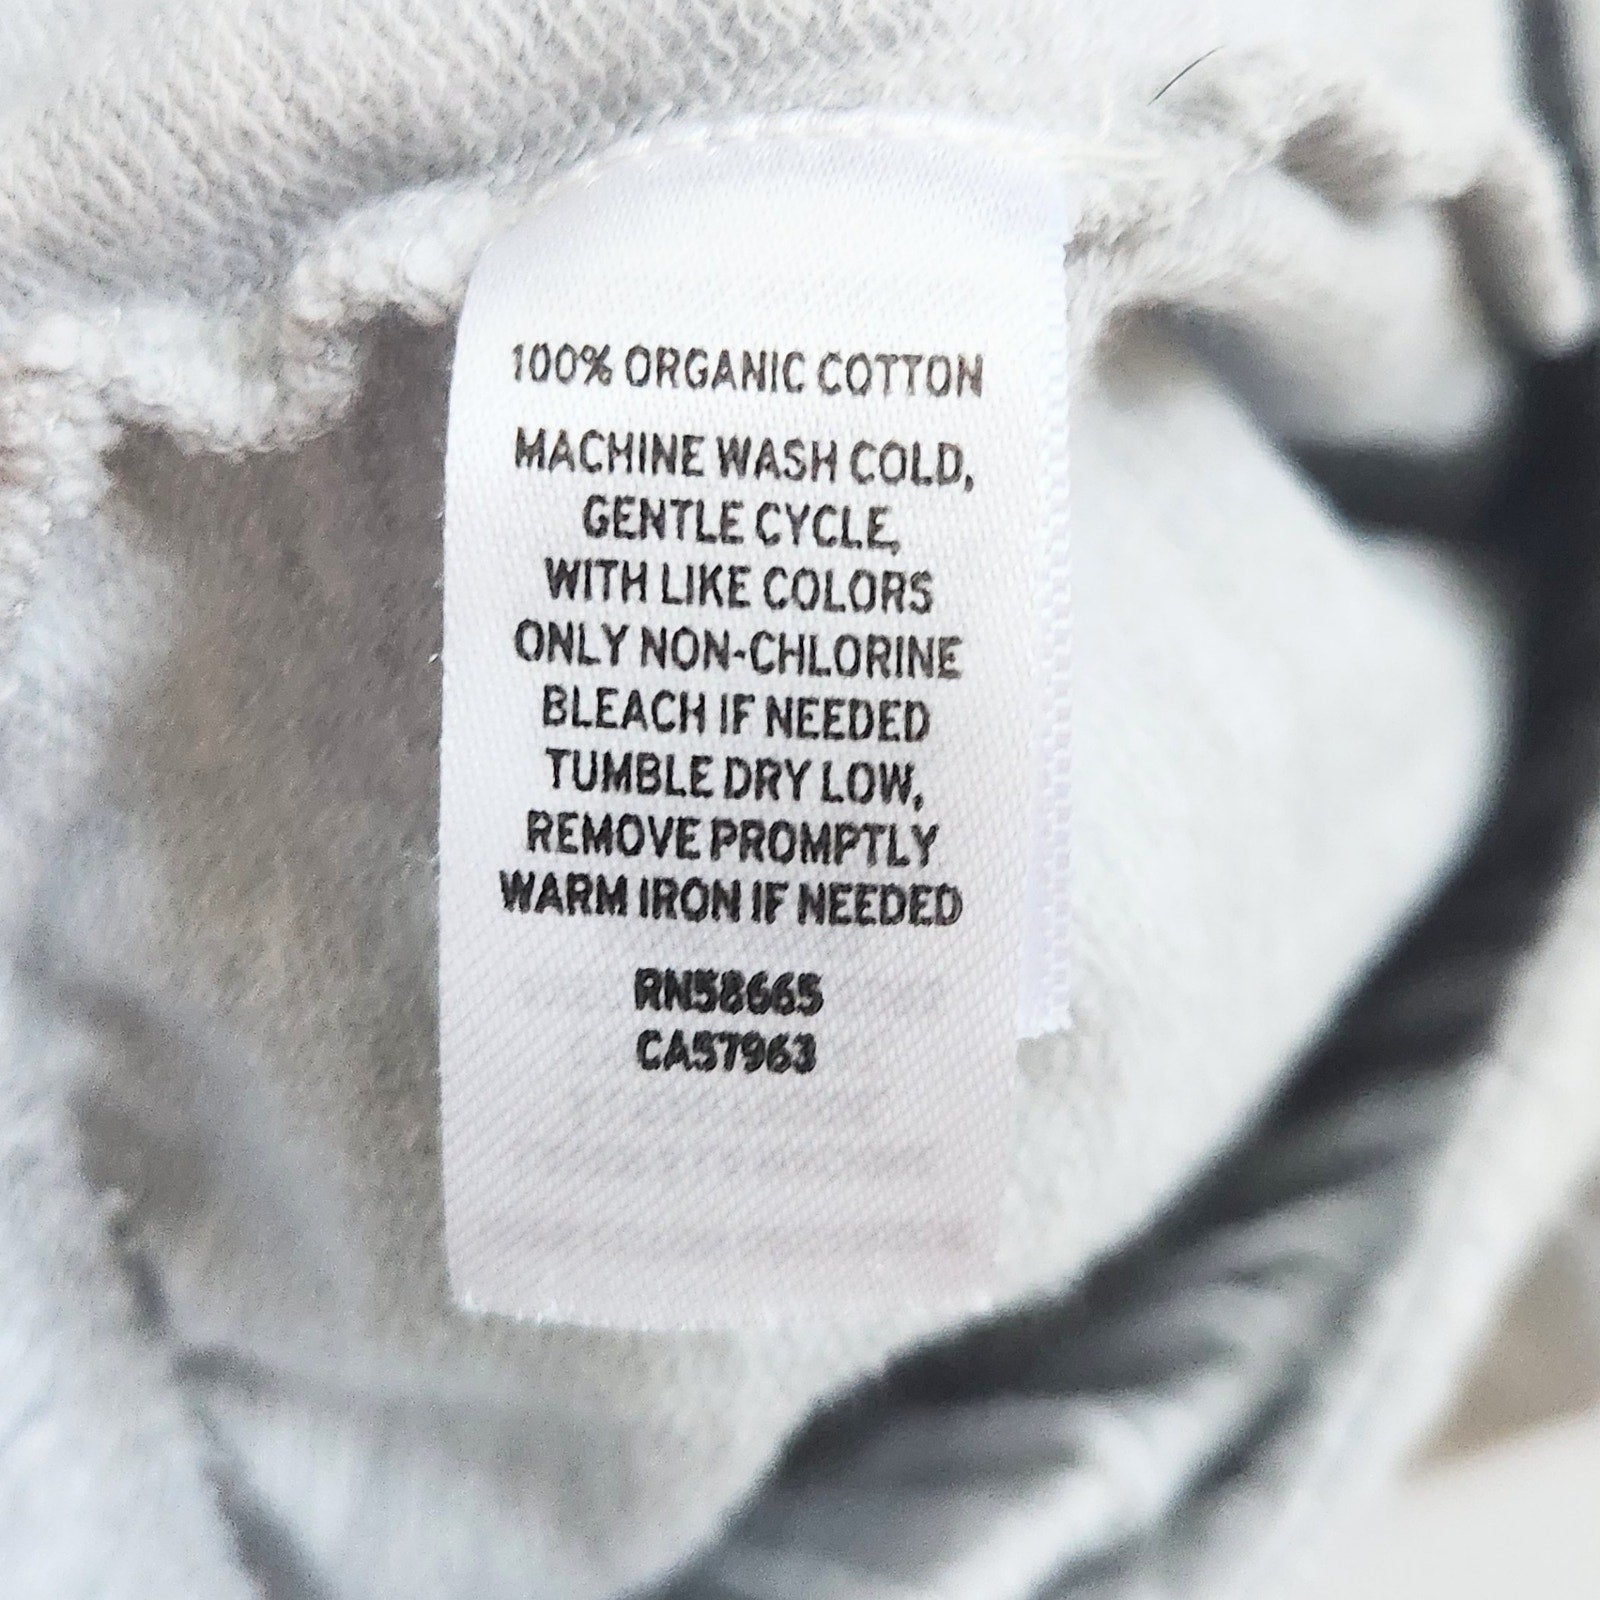 100% ORGANIC COTTON
MACHINE WASH COLD,
GENTLE CYCLE,
WITH LIKE COLORS
ONLY NON-CHLORINE
BLEACH IF NEEDED
TUMBLE DRY LOW,
REMOVE PROMPTLY
WARM IRON IF NEEDED
RN58665
CA57963